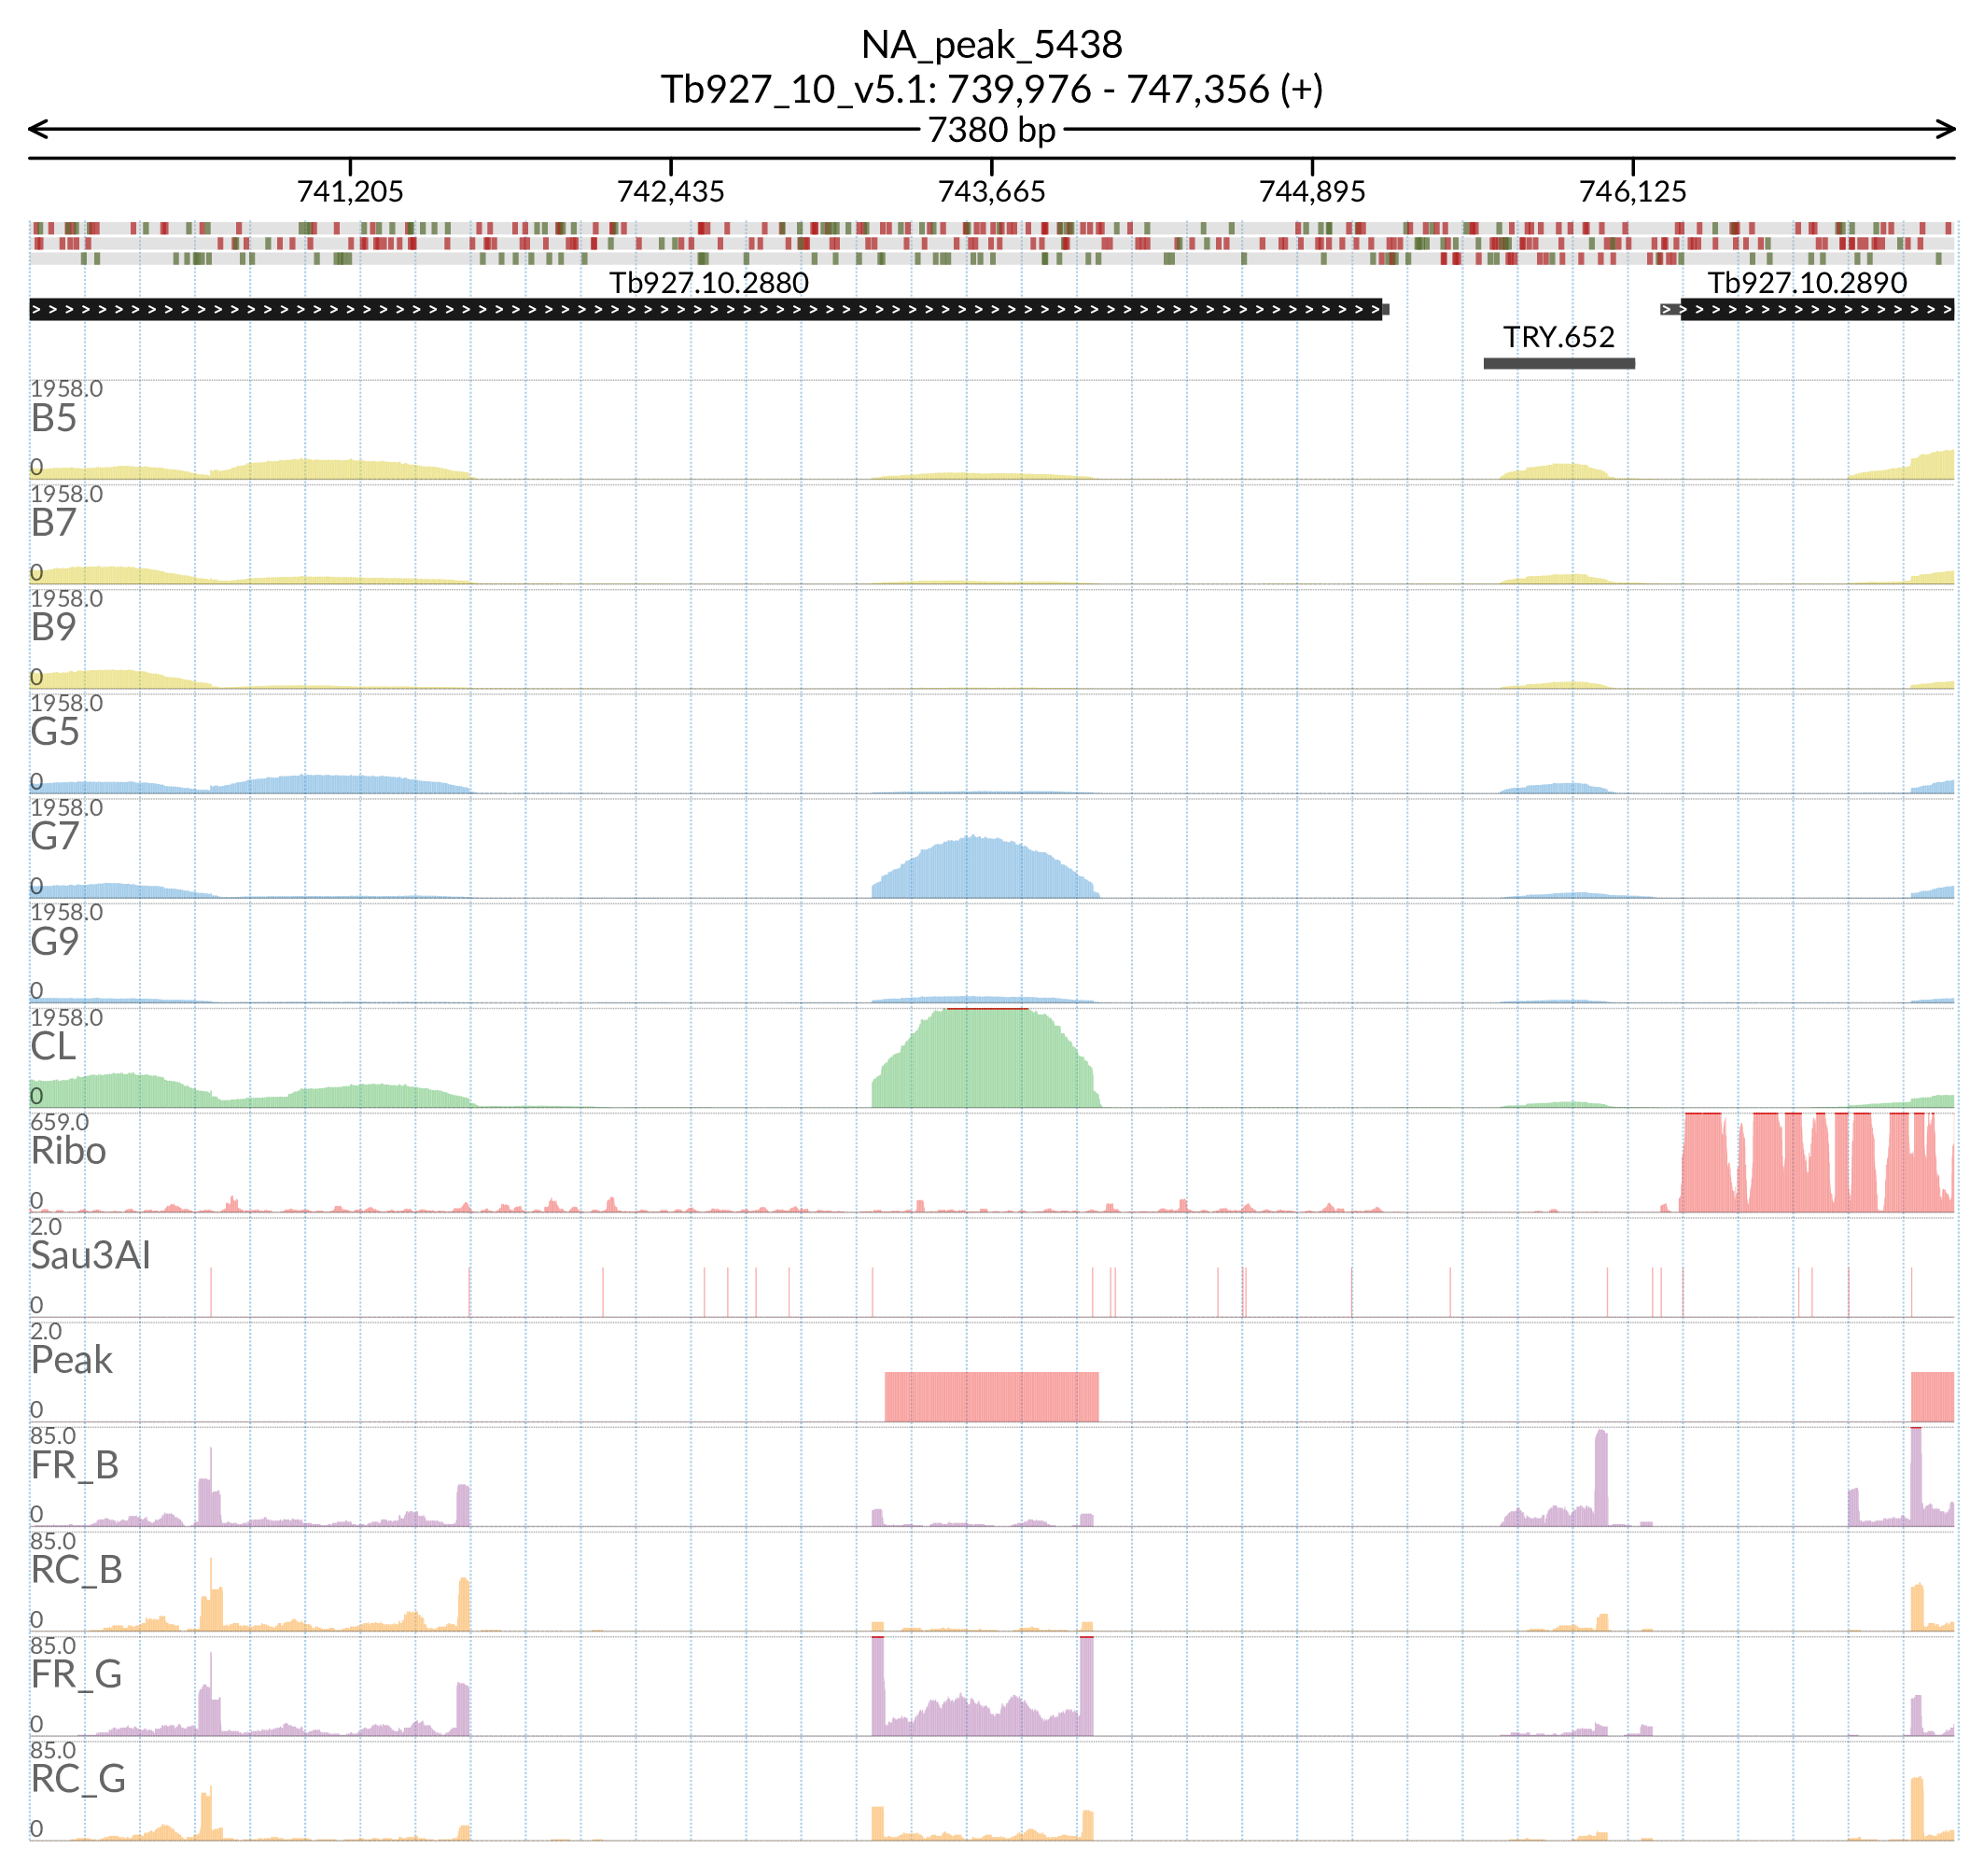 NA_peak_5438
Tb927_10_v5.1: 739,976 - 747,356 (+)
7380 bp
741,205 742,435 743,665 744,895 746,125
Tb927.10.2880 Tb927.10.2890
TRY.652
1958.0
B5
0
1958.0
B7
0
1958.0
B9
0
1958.0
G5
0
1958.0
G7
0
1958.0
G9
0
1958.0
CL
0
659.0
Ribo
0
2.0
Sau3AI
0
2.0
Peak
0
85.0
FR_B
0
85.0
RC_B
0
85.0
FR_G
0
85.0
RC_G
0